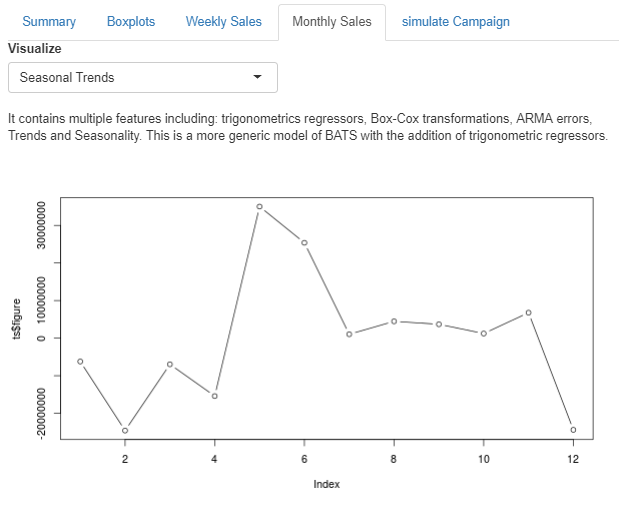 Summary Boxplots Weekly Sales Monthly Sales simulate Campaign
Visualize
Seasonal Trends
It contains multiple features including: trigonometrics regressors, Box-Cox transformations, ARMA errors,
Trends and Seasonality. This is a more generic model of BATS with the addition of trigonometric regressors.
ts$figure
30000000
10000000
0
-20000000
2 4 6 8 10 12
Index